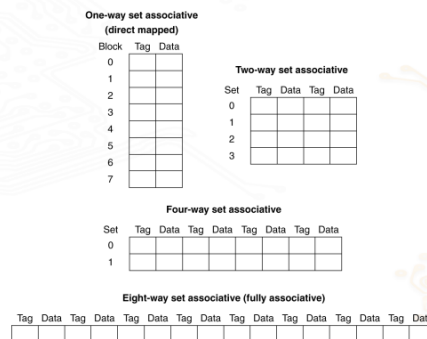 One-way set associative
(direct mapped)
Block Tag Data
0
1
2
3
4
5
6
7
Two-way set associative
Set Tag Data Tag Data
0
1
2
3
Four-way set associative
Set Tag Data Tag Data Tag Data Tag Data
0
1
Eight-way set associative (fully associative)
Tag Data Tag Data Tag Data Tag Data Tag Data Tag Data Tag Data Tag Dat